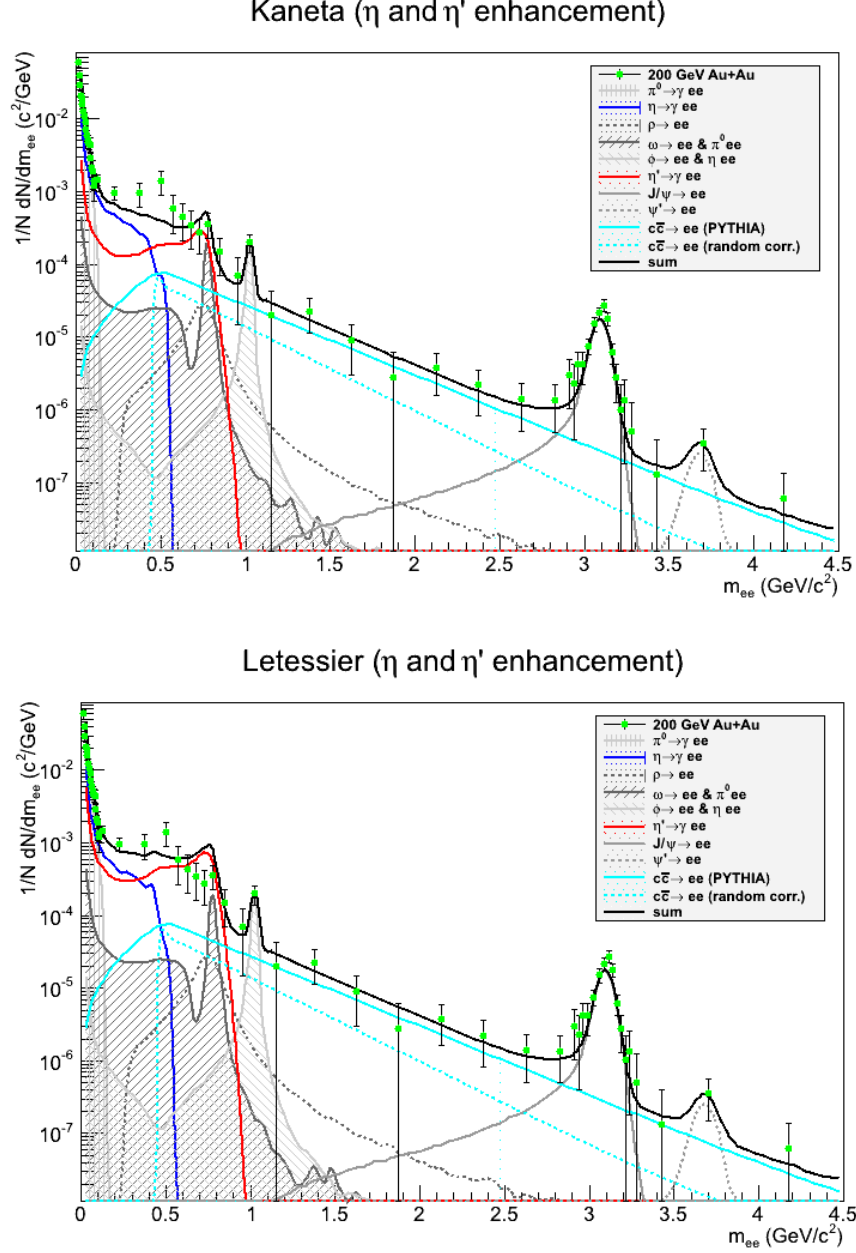 Kaneta (η and η' enhancement)
1/N dN/dm_ee (c²/GeV)
10⁻²
10⁻³
10⁻⁴
10⁻⁵
10⁻⁶
10⁻⁷
200 GeV Au+Au
π⁰→γ ee
η→γ ee
ρ→ ee
ω→ ee & π⁰ee
ϕ→ ee & η ee
η'→γ ee
J/ψ→ ee
ψ'→ ee
cc̅→ ee (PYTHIA)
cc̅→ ee (random corr.)
sum
0 0.5 1 1.5 2 2.5 3 3.5 4 4.5
m_ee (GeV/c²)
Letessier (η and η' enhancement)
1/N dN/dm_ee (c²/GeV)
10⁻²
10⁻³
10⁻⁴
10⁻⁵
10⁻⁶
10⁻⁷
200 GeV Au+Au
π⁰→γ ee
η→γ ee
ρ→ ee
ω→ ee & π⁰ee
ϕ→ ee & η ee
η'→γ ee
J/ψ→ ee
ψ'→ ee
cc̅→ ee (PYTHIA)
cc̅→ ee (random corr.)
sum
0 0.5 1 1.5 2 2.5 3 3.5 4 4.5
m_ee (GeV/c²)